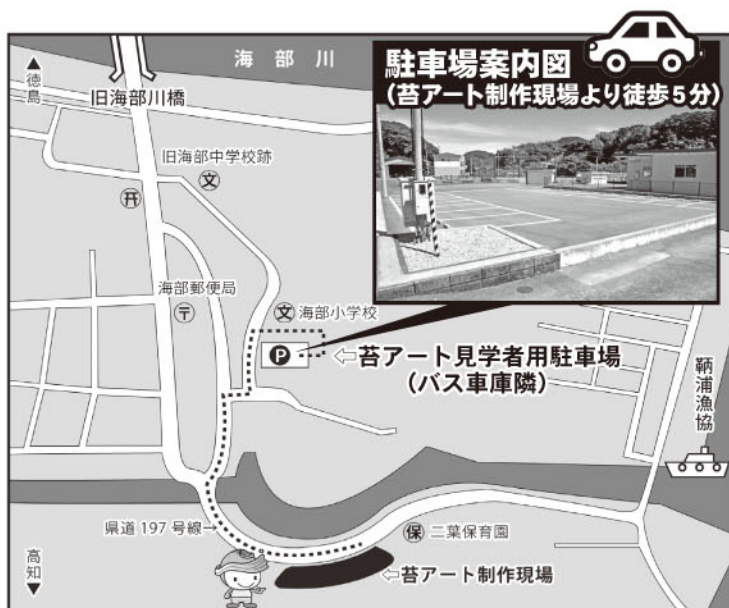 海部川
駐車場案内図
(苔アート制作現場より徒歩5分)
▲徳島
旧海部川橋
旧海部中学校跡
文
海部郵便局
〒
文 海部小学校
P
⇦苔アート見学者用駐車場
(バス車庫隣)
鞆浦漁協
県道197号線→
保 二葉保育園
高知▼
⇦苔アート制作現場